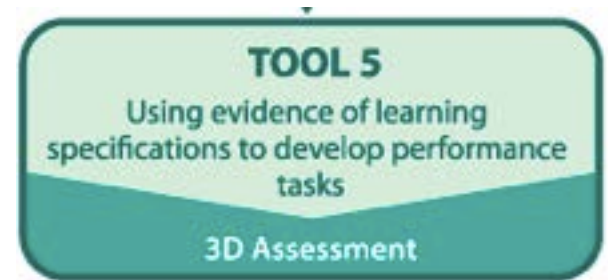 TOOL 5
Using evidence of learning
specifications to develop performance
tasks
3D Assessment